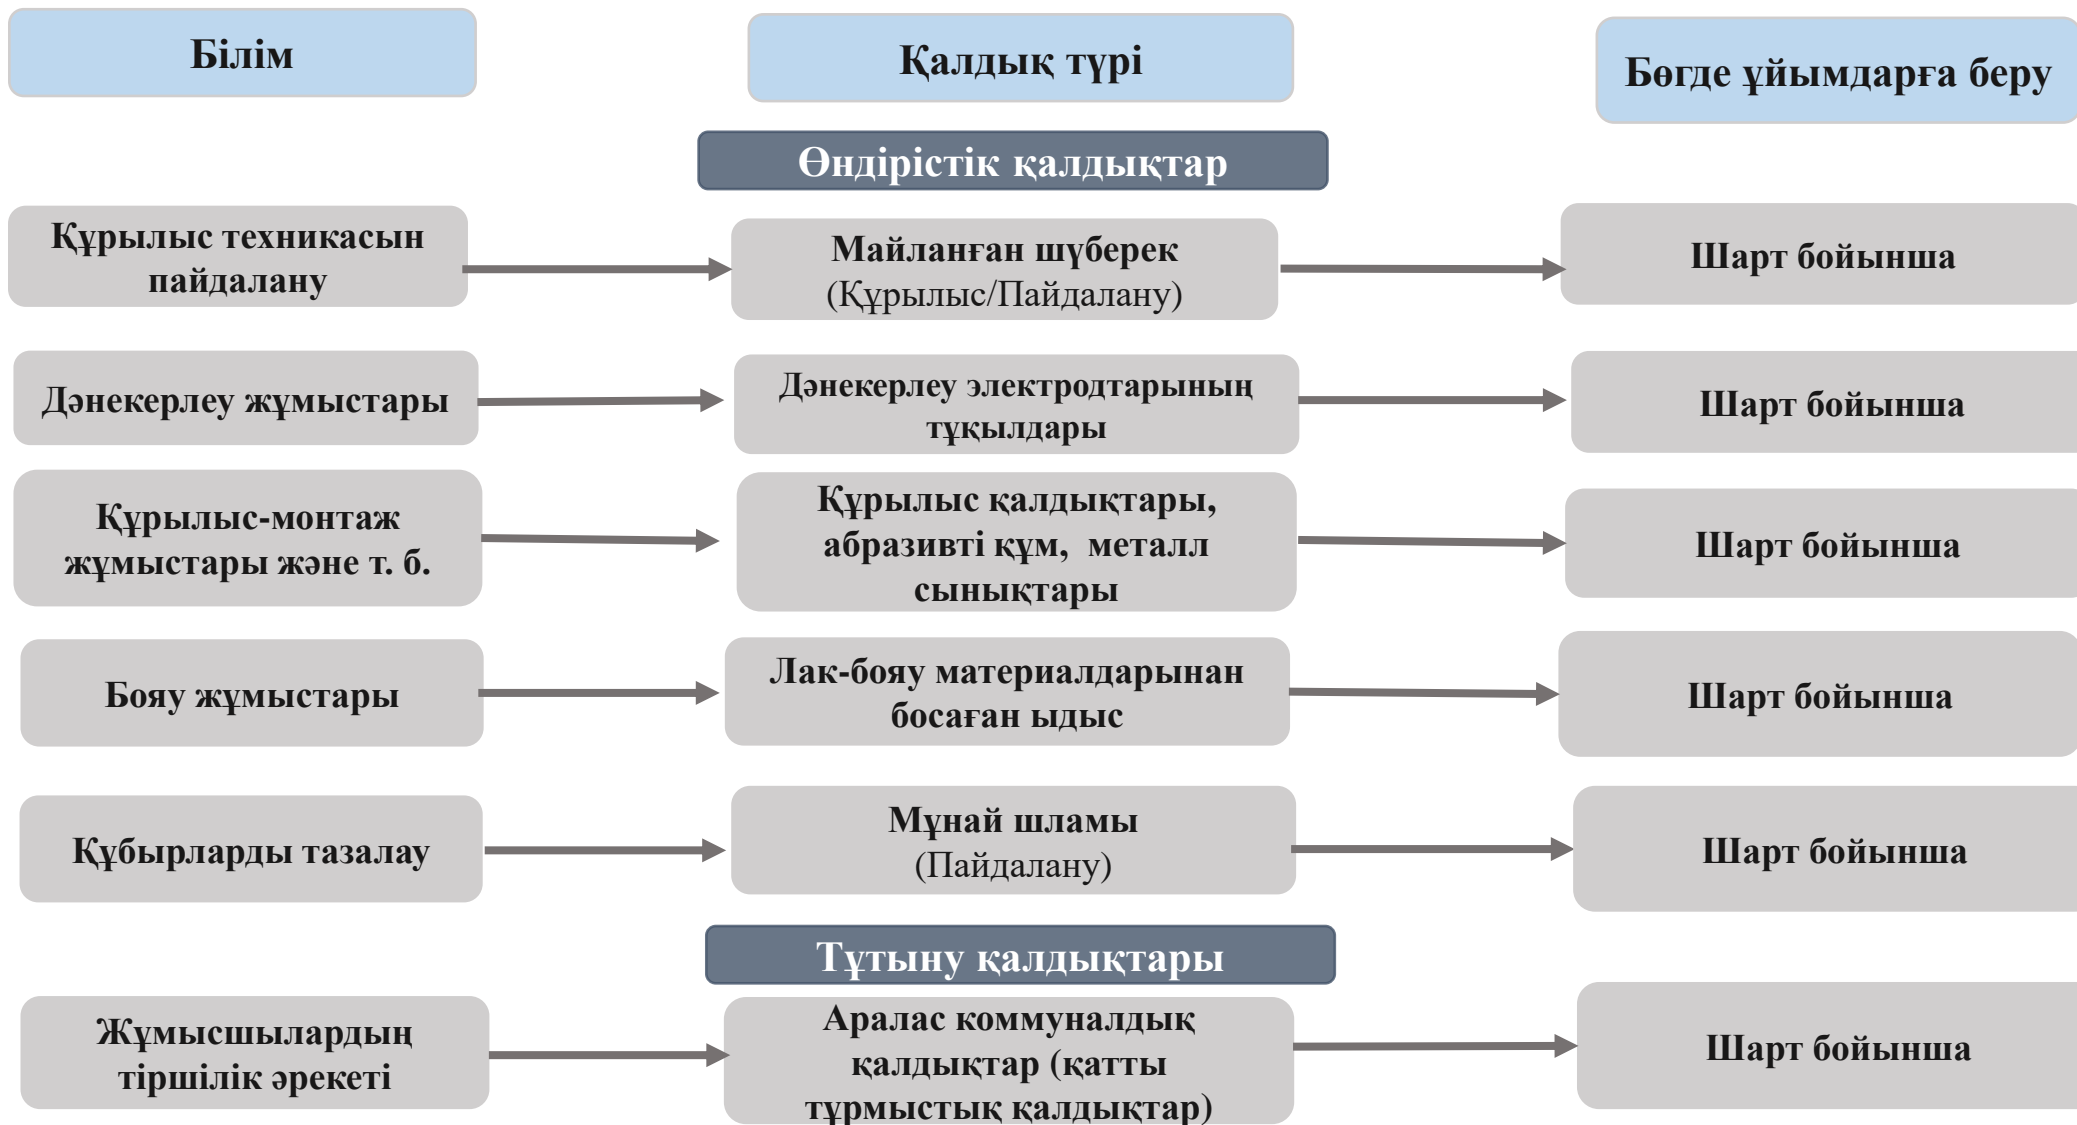 Білім
Қалдық түрі
Бөгде ұйымдарға беру
Өндірістік қалдықтар
Құрылыс техникасын
пайдалану
Майланған шүберек
(Құрылыс/Пайдалану)
Шарт бойынша
Дәнекерлеу жұмыстары
Дәнекерлеу электродтарының
тұқылдары
Шарт бойынша
Құрылыс-монтаж
жұмыстары және т. б.
Құрылыс қалдықтары,
абразивті құм, металл
сынықтары
Шарт бойынша
Бояу жұмыстары
Лак-бояу материалдарынан
босаған ыдыс
Шарт бойынша
Құбырларды тазалау
Мұнай шламы
(Пайдалану)
Шарт бойынша
Тұтыну қалдықтары
Жұмысшылардың
тіршілік әрекеті
Аралас коммуналдық
қалдықтар (қатты
тұрмыстық қалдықтар)
Шарт бойынша